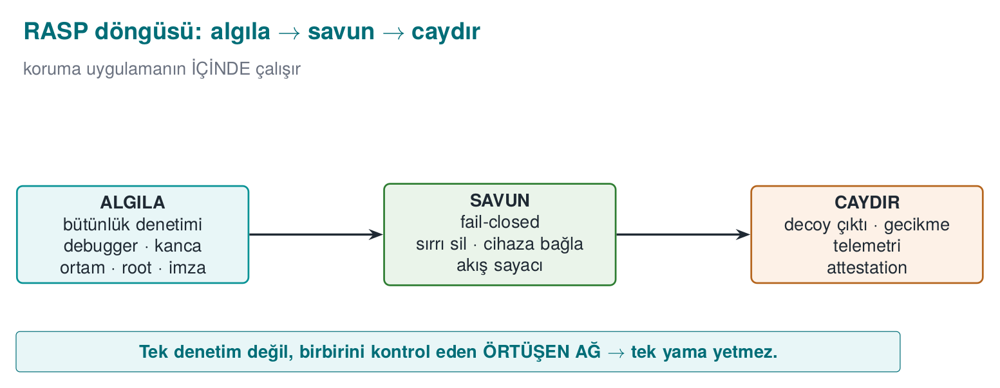 RASP döngüsü: algıla → savun → caydır
koruma uygulamanın İÇİNDE çalışır
ALGILA
bütünlük denetimi
debugger · kanca
ortam · root · imza
SAVUN
fail-closed
sırrı sil · cihaza bağla
akış sayacı
CAYDIR
decoy çıktı · gecikme
telemetri
attestation
Tek denetim değil, birbirini kontrol eden ÖRTÜŞEN AĞ → tek yama yetmez.